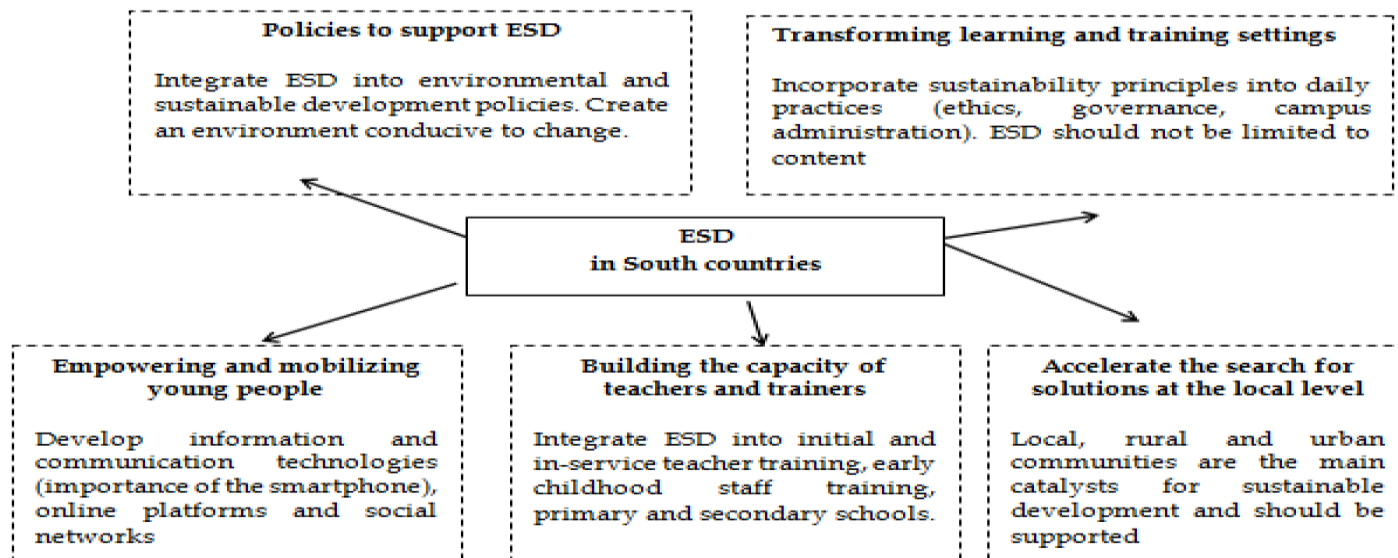 Policies to support ESD
Integrate ESD into environmental and
sustainable development policies. Create
an environment conducive to change.
Transforming learning and training settings
Incorporate sustainability principles into daily
practices (ethics, governance, campus
administration). ESD should not be limited to
content
ESD
in South countries
Empowering and mobilizing
young people
Develop information and
communication technologies
(importance of the smartphone),
online platforms and social
networks
Building the capacity of
teachers and trainers
Integrate ESD into initial and
in-service teacher training, early
childhood staff training,
primary and secondary schools.
Accelerate the search for
solutions at the local level
Local, rural and urban
communities are the main
catalysts for sustainable
development and should be
supported